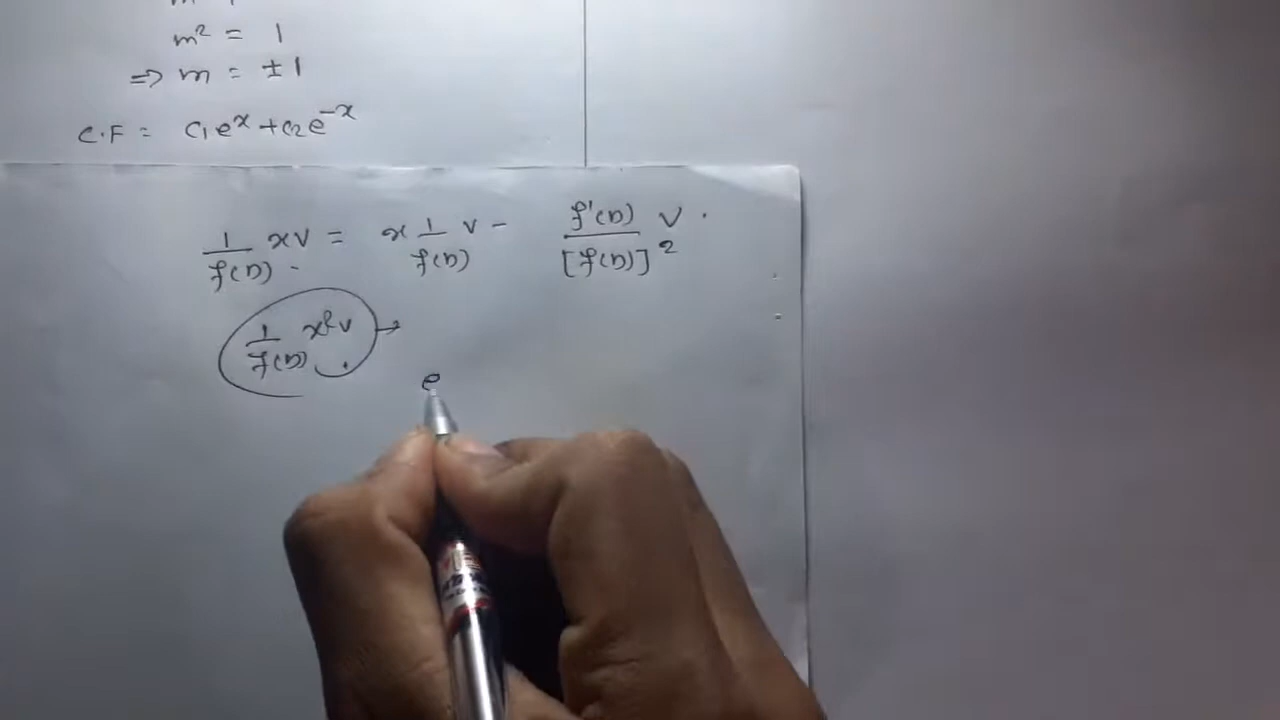 m² = 1
⇒ m = ±1
C.F = c₁eˣ + c₂e⁻ˣ
1/f(D) xV = x 1/f(D) V − f'(D)/[f(D)]² V.
1/f(D) x²V →
e